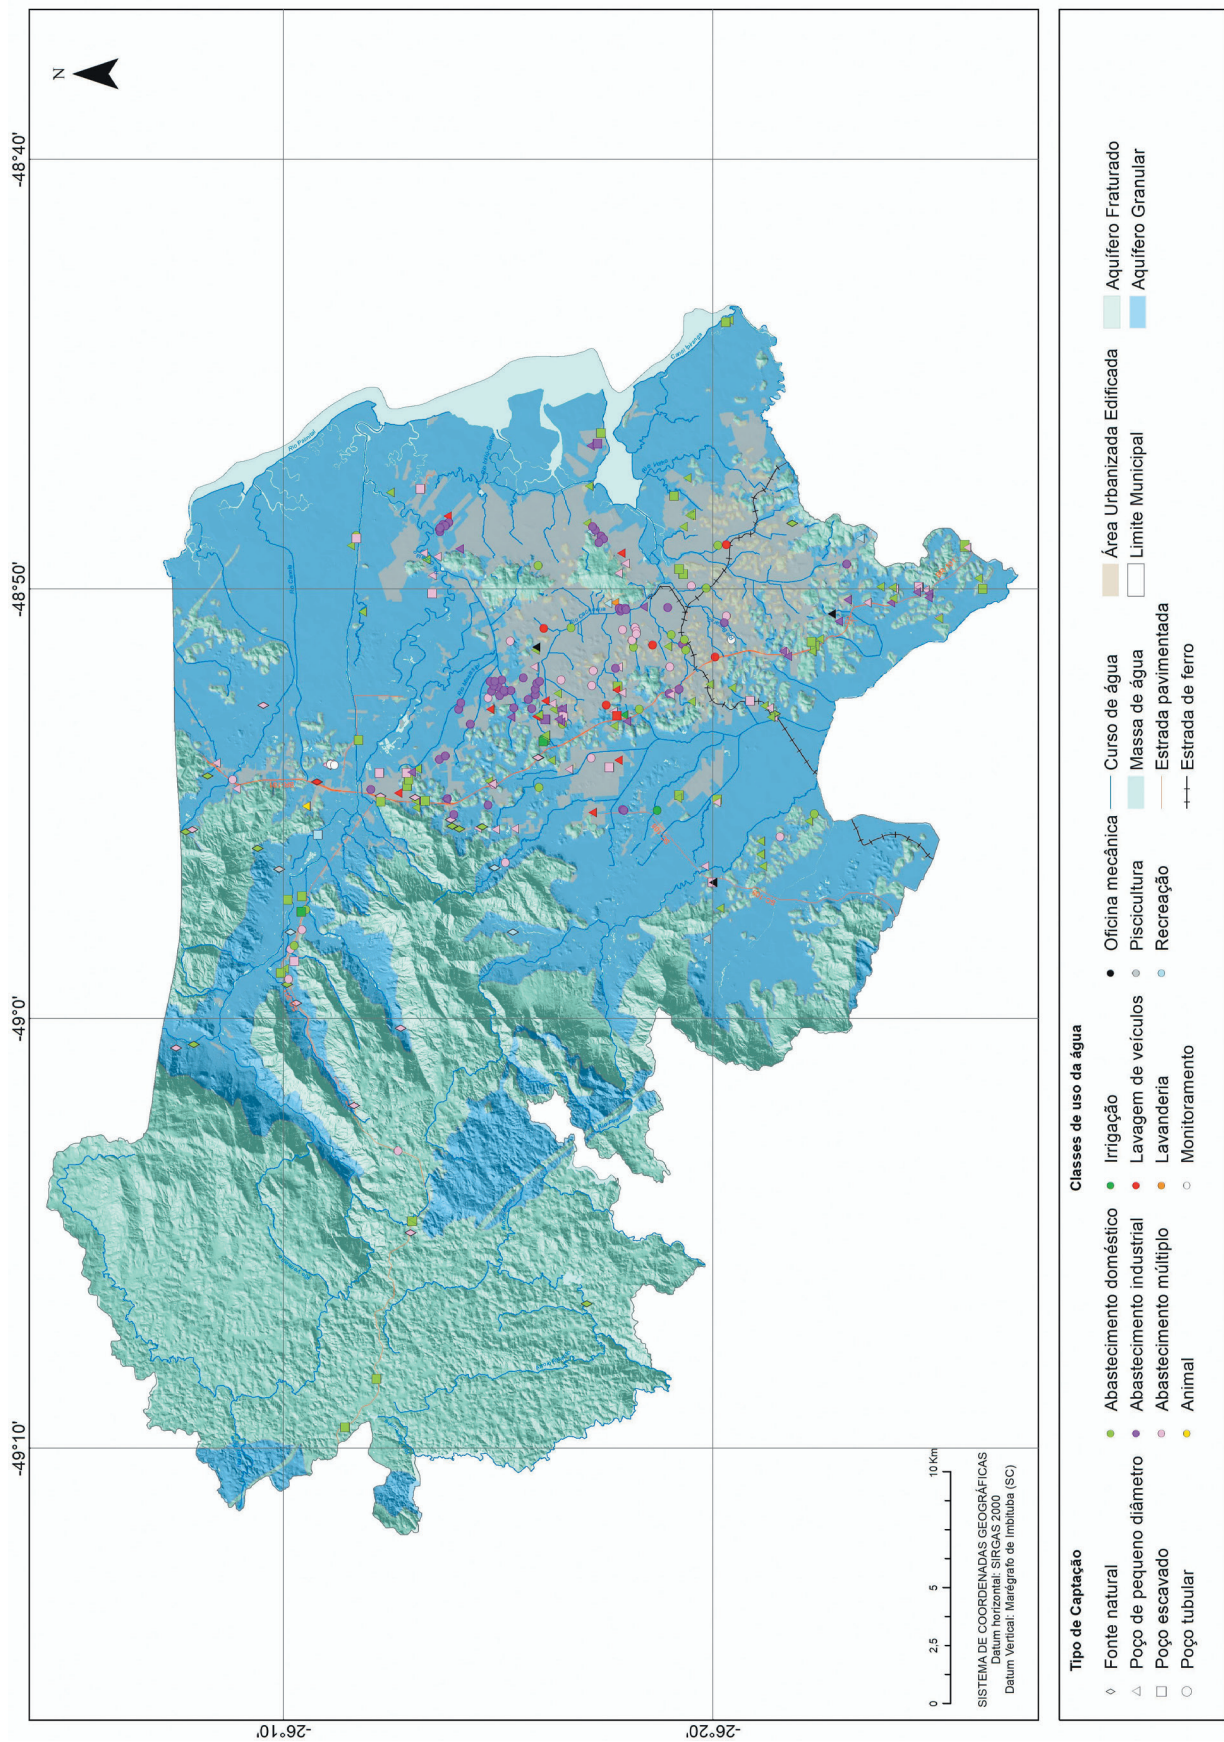 N
-49°10'
-49°0'
-48°50'
-48°40'
-26°10'
-26°20'
Rio Palmital
Rio Cubatão
Canal
0 2,5 5 10 Km
SISTEMA DE COORDENADAS GEOGRÁFICAS
Datum horizontal: SIRGAS 2000
Datum Vertical: Marégrafo de Imbituba (SC)
Tipo de Captação
Fonte natural
Poço de pequeno diâmetro
Poço escavado
Poço tubular
Classes de uso da água
Abastecimento doméstico
Abastecimento industrial
Abastecimento múltiplo
Animal
Irrigação
Lavagem de veículos
Lavanderia
Monitoramento
Oficina mecânica
Piscicultura
Recreação
Curso de água
Massa de água
Estrada pavimentada
Estrada de ferro
Área Urbanizada Edificada
Limite Municipal
Aquífero Fraturado
Aquífero Granular